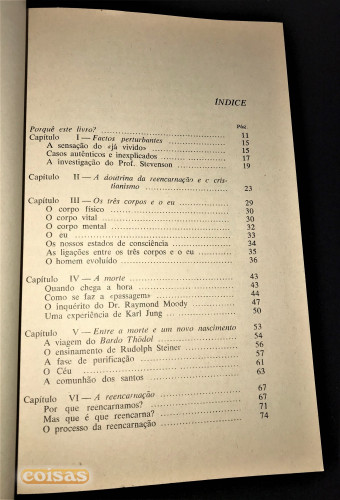 ÍNDICE
Pág.
Porquê este livro? 11
Capítulo I — Factos perturbantes 15
A sensação do «já vivido» 15
Casos autênticos e inexplicados 17
A investigação do Prof. Stevenson 19
Capítulo II — A doutrina da reencarnação e o cris-
tianismo 23
Capítulo III — Os três corpos e o eu 29
O corpo físico 30
O corpo vital 30
O corpo mental 32
O eu 33
Os nossos estados de consciência 34
As ligações entre os três corpos e o eu 35
O homem evoluído 36
Capítulo IV — A morte 43
Quando chega a hora 43
Como se faz a «passagem» 44
O inquérito do Dr. Raymond Moody 47
Uma experiência de Karl Jung 50
Capítulo V — Entre a morte e um novo nascimento 53
A viagem do Bardo Thödol 54
O ensinamento de Rudolph Steiner 56
A fase de purificação 57
O Céu 61
A comunhão dos santos 63
Capítulo VI — A reencarnação 67
Por que reencarnamos? 67
Mas que é que reencarna? 71
O processo da reencarnação 74
coisas